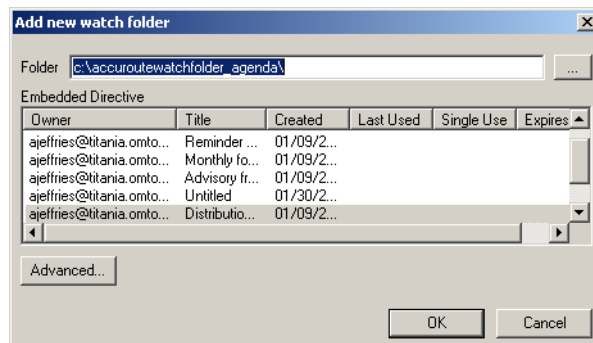 Add new watch folder
Folder c:\accuroutewatchfolder_agenda\ ...
Embedded Directive
Owner Title Created Last Used Single Use Expires
ajeffries@titania.omto... Reminder ... 01/09/2...
ajeffries@titania.omto... Monthly fo... 01/09/2...
ajeffries@titania.omto... Advisory fr... 01/09/2...
ajeffries@titania.omto... Untitled 01/30/2...
ajeffries@titania.omto... Distributio... 01/09/2...
Advanced...
OK Cancel